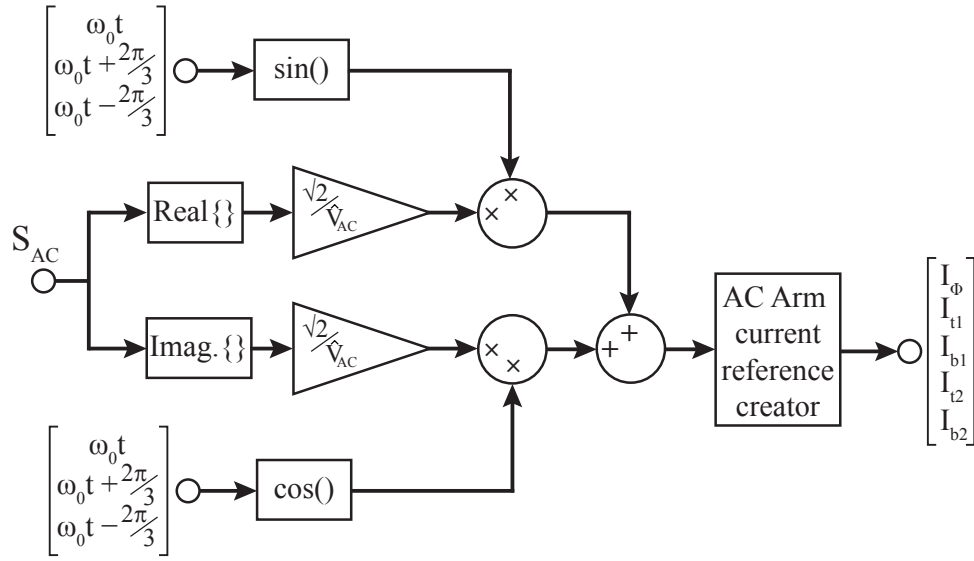 ω₀t
ω₀t + 2π/3
ω₀t − 2π/3
sin()
× ×
Real{}
√2/V̂AC
SAC
Imag.{}
√2/V̂AC
× ×
+ +
AC Arm
current
reference
creator
IΦ
It1
Ib1
It2
Ib2
ω₀t
ω₀t + 2π/3
ω₀t − 2π/3
cos()